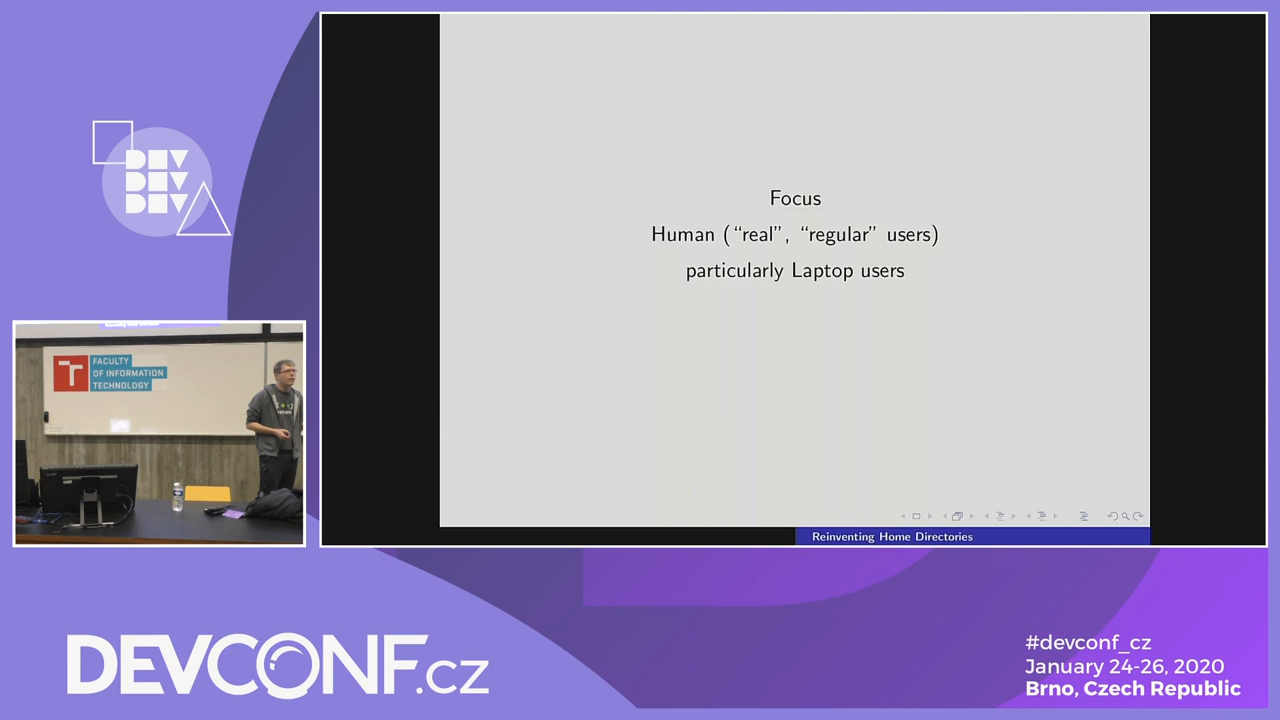 DEV
DEV
DEV
Focus
Human (“real”, “regular” users)
particularly Laptop users
Reinventing Home Directories
T FACULTY
OF INFORMATION
TECHNOLOGY
DEVCONF.cz
#devconf_cz
January 24-26, 2020
Brno, Czech Republic